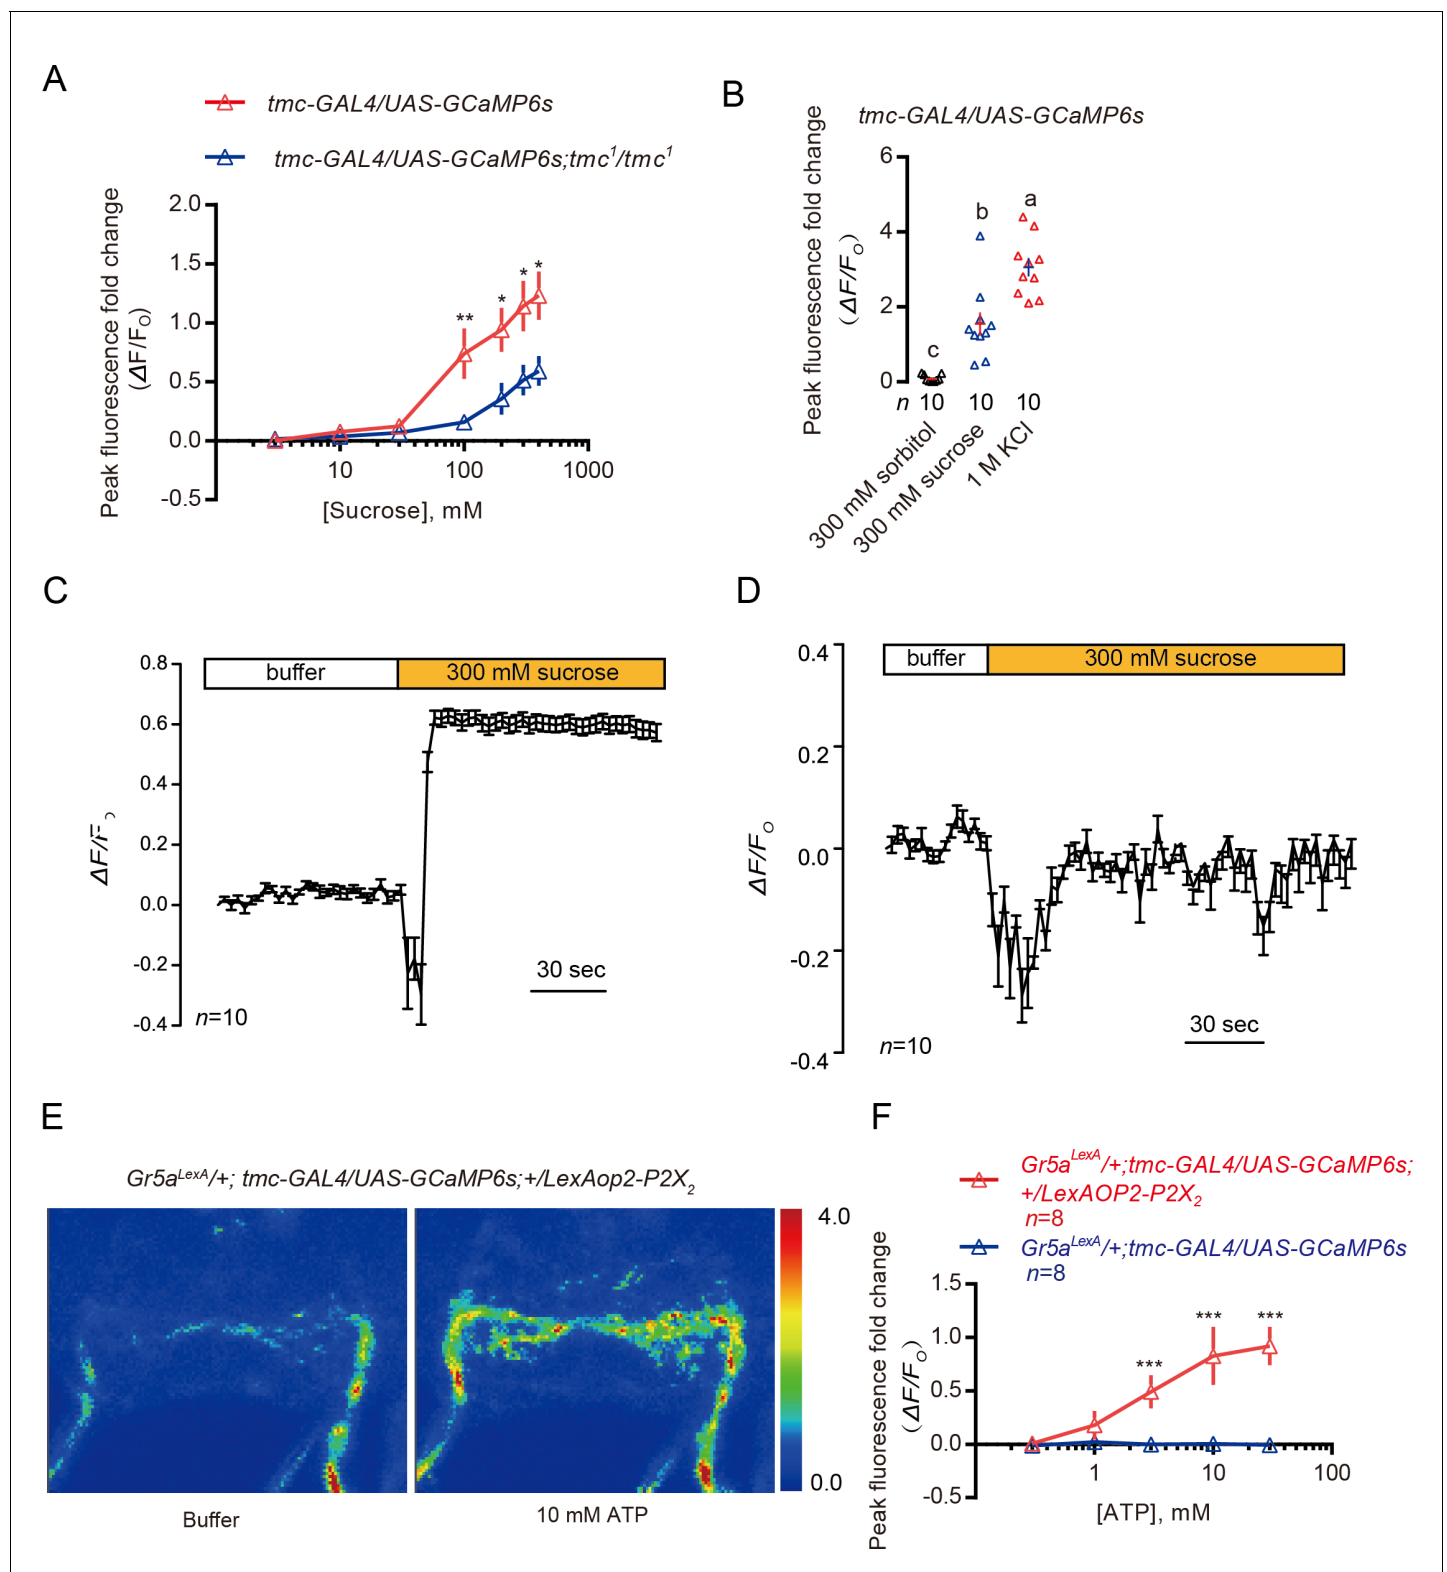 A
tmc-GAL4/UAS-GCaMP6s
tmc-GAL4/UAS-GCaMP6s;tmc¹/tmc¹
Peak fluorescence fold change
(ΔF/F₀)
2.0
1.5
1.0
0.5
0.0
-0.5
**
*
*
*
10
100
1000
[Sucrose], mM
B
tmc-GAL4/UAS-GCaMP6s
Peak fluorescence fold change
(ΔF/F₀)
6
4
2
0
c
b
a
n 10 10 10
300 mM sorbitol
300 mM sucrose
1 M KCl
C
0.8
0.6
0.4
0.2
0.0
-0.2
-0.4
ΔF/F
buffer
300 mM sucrose
30 sec
n=10
D
0.4
0.2
0.0
-0.2
-0.4
ΔF/F₀
buffer
300 mM sucrose
30 sec
n=10
E
Gr5aᴸᵉˣᴬ/+; tmc-GAL4/UAS-GCaMP6s;+/LexAop2-P2X₂
4.0
0.0
Buffer
10 mM ATP
F
Gr5aᴸᵉˣᴬ/+;tmc-GAL4/UAS-GCaMP6s;
+/LexAOP2-P2X₂
n=8
Gr5aᴸᵉˣᴬ/+;tmc-GAL4/UAS-GCaMP6s
n=8
Peak fluorescence fold change
(ΔF/F₀)
1.5
1.0
0.5
0.0
-0.5
***
***
***
1
10
100
[ATP], mM